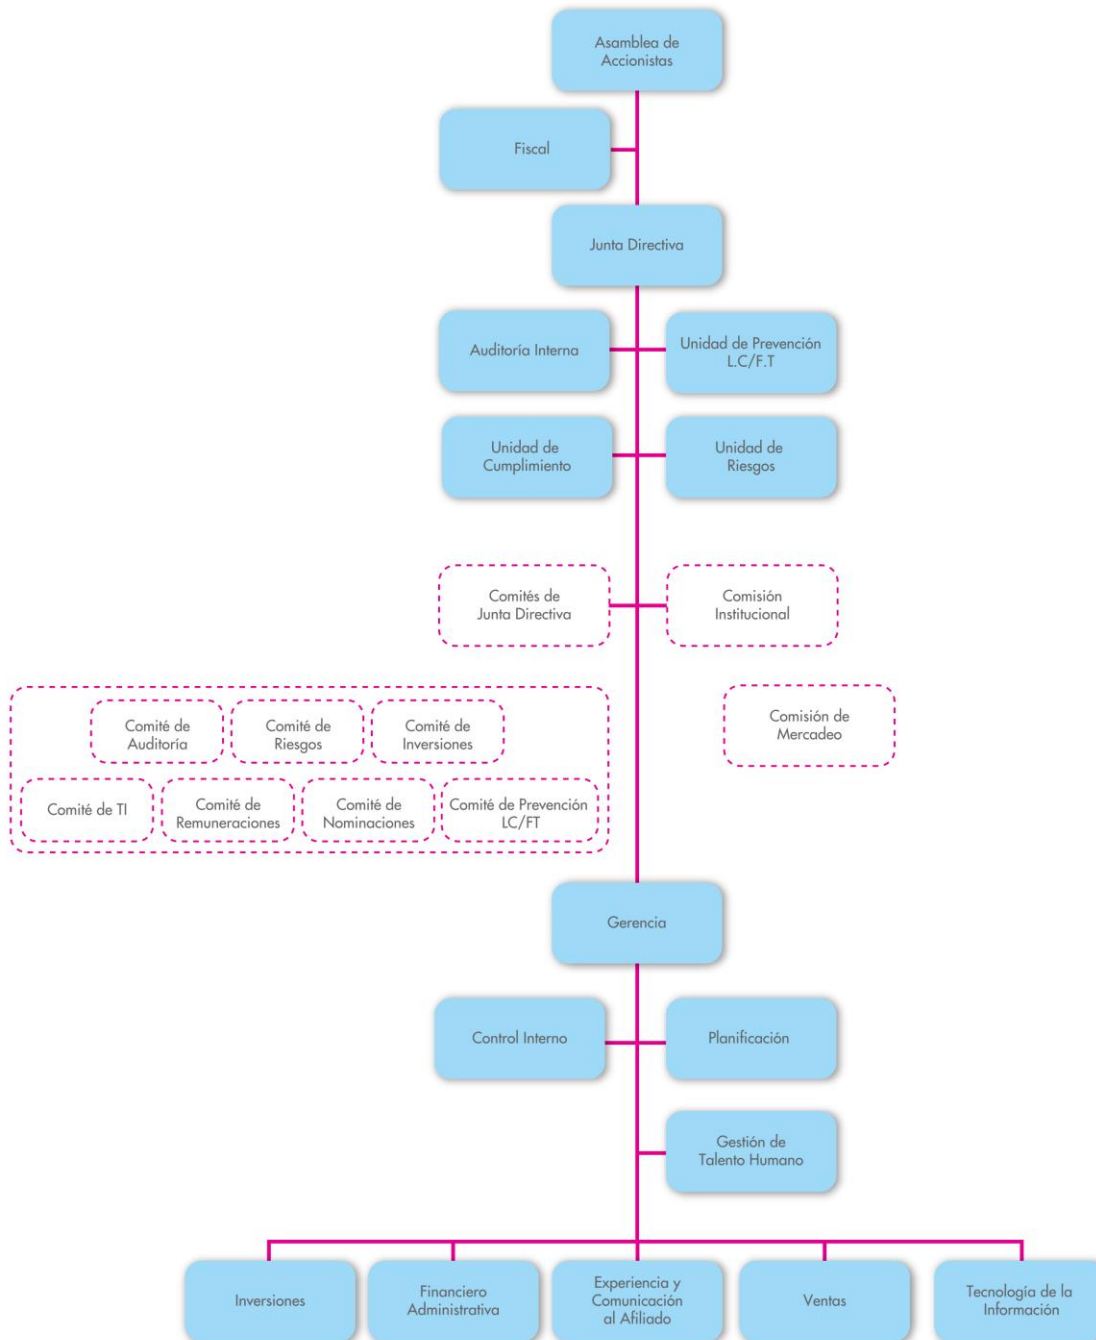 Asamblea de
Accionistas
Fiscal
Junta Directiva
Auditoría Interna
Unidad de Prevención
L.C/F.T
Unidad de
Cumplimiento
Unidad de
Riesgos
Comités de
Junta Directiva
Comisión
Institucional
Comité de
Auditoría
Comité de
Riesgos
Comité de
Inversiones
Comisión de
Mercadeo
Comité de TI
Comité de
Remuneraciones
Comité de
Nominaciones
Comité de Prevención
LC/FT
Gerencia
Control Interno
Planificación
Gestión de
Talento Humano
Inversiones
Financiero
Administrativa
Experiencia y
Comunicación
al Afiliado
Ventas
Tecnología de la
Información